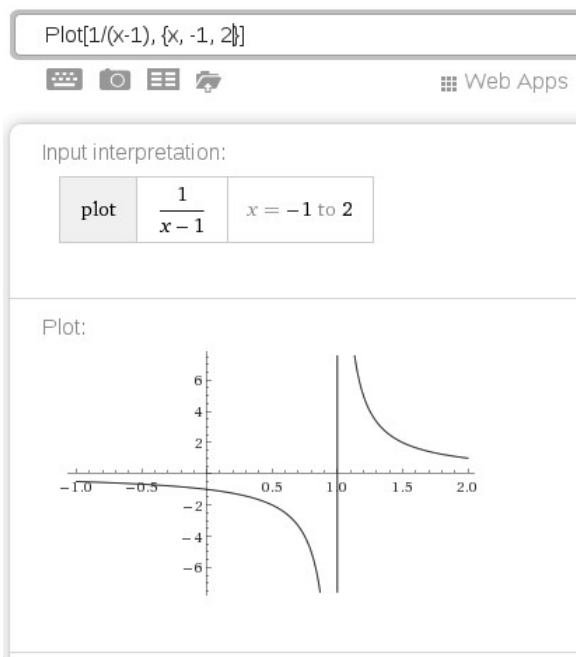 Plot[1/(x-1), {x, -1, 2}]
Web Apps
Input interpretation:
plot 1/(x − 1) x = −1 to 2
Plot:
6
4
2
−1.0 −0.5 0.5 1.0 1.5 2.0
−2
−4
−6